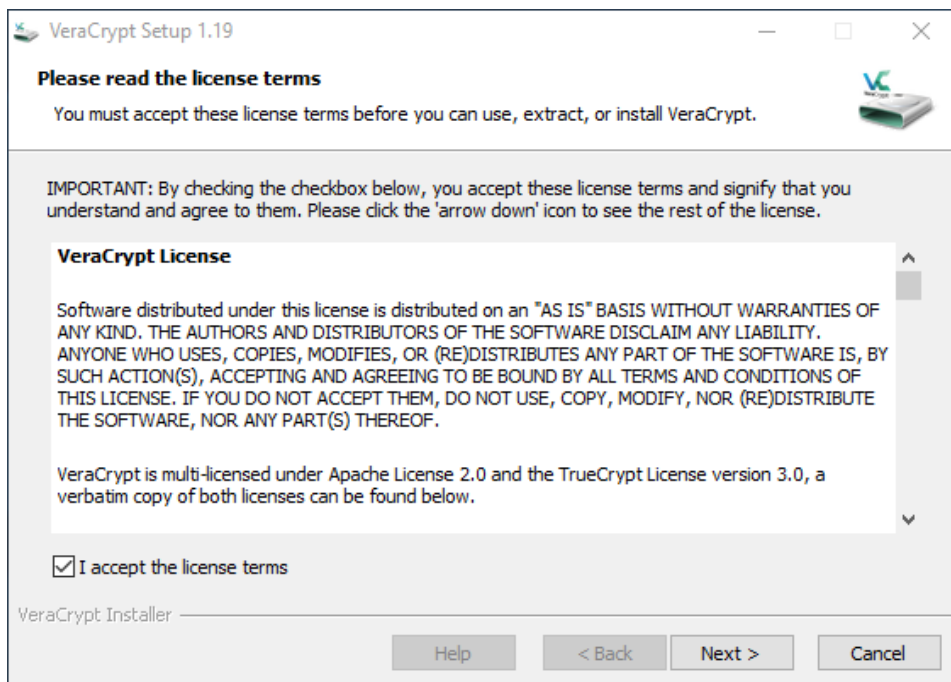 VeraCrypt Setup 1.19
Please read the license terms
You must accept these license terms before you can use, extract, or install VeraCrypt.
VC
VeraCrypt
IMPORTANT: By checking the checkbox below, you accept these license terms and signify that you
understand and agree to them. Please click the 'arrow down' icon to see the rest of the license.
VeraCrypt License
Software distributed under this license is distributed on an "AS IS" BASIS WITHOUT WARRANTIES OF
ANY KIND. THE AUTHORS AND DISTRIBUTORS OF THE SOFTWARE DISCLAIM ANY LIABILITY.
ANYONE WHO USES, COPIES, MODIFIES, OR (RE)DISTRIBUTES ANY PART OF THE SOFTWARE IS, BY
SUCH ACTION(S), ACCEPTING AND AGREEING TO BE BOUND BY ALL TERMS AND CONDITIONS OF
THIS LICENSE. IF YOU DO NOT ACCEPT THEM, DO NOT USE, COPY, MODIFY, NOR (RE)DISTRIBUTE
THE SOFTWARE, NOR ANY PART(S) THEREOF.
VeraCrypt is multi-licensed under Apache License 2.0 and the TrueCrypt License version 3.0, a
verbatim copy of both licenses can be found below.
I accept the license terms
VeraCrypt Installer
Help
< Back
Next >
Cancel